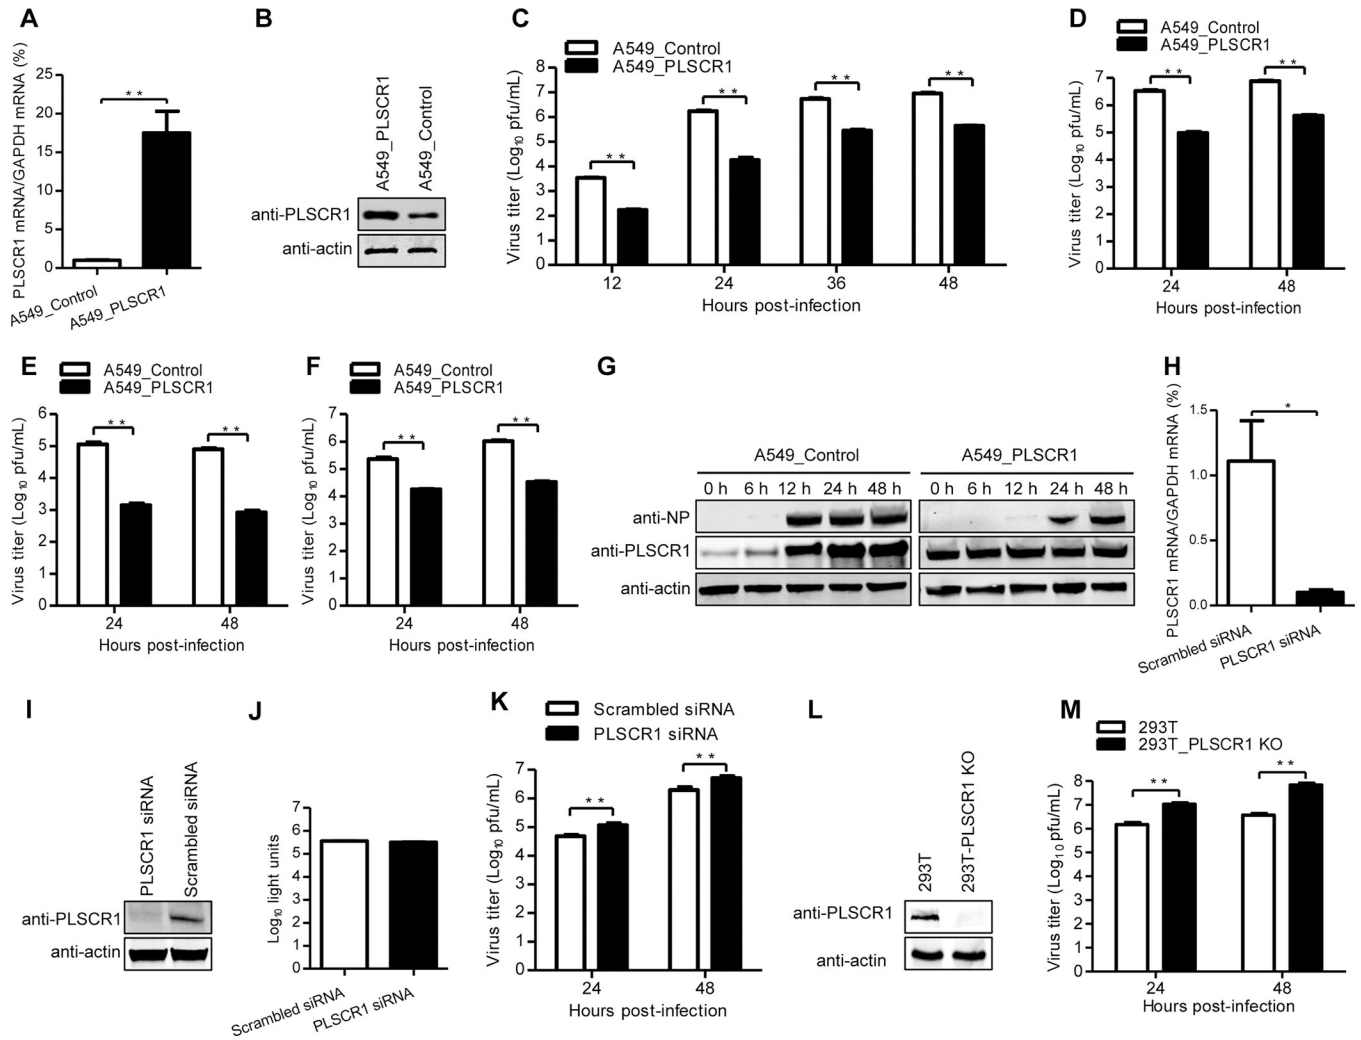 A
PLSCR1 mRNA/GAPDH mRNA (%)
25
20
15
10
5
0
* *
A549_Control
A549_PLSCR1
B
A549_PLSCR1
A549_Control
anti-PLSCR1
anti-actin
C
A549_Control
A549_PLSCR1
Virus titer (Log10 pfu/mL)
8
7
6
5
4
3
2
1
0
* *
* *
* *
* *
12 24 36 48
Hours post-infection
D
A549_Control
A549_PLSCR1
Virus titer (Log10 pfu/mL)
7
6
5
4
3
2
1
0
* *
* *
24 48
Hours post-infection
E
A549_Control
A549_PLSCR1
Virus titer (Log10 pfu/mL)
6
5
4
3
2
1
0
* *
* *
24 48
Hours post-infection
F
A549_Control
A549_PLSCR1
Virus titer (Log10 pfu/mL)
7
6
5
4
3
2
1
0
* *
* *
24 48
Hours post-infection
G
A549_Control A549_PLSCR1
0 h 6 h 12 h 24 h 48 h 0 h 6 h 12 h 24 h 48 h
anti-NP
anti-PLSCR1
anti-actin
H
PLSCR1 mRNA/GAPDH mRNA (%)
1.5
1.0
0.5
0.0
*
Scrambled siRNA
PLSCR1 siRNA
I
PLSCR1 siRNA
Scrambled siRNA
anti-PLSCR1
anti-actin
J
Log10 light units
7
6
5
4
3
2
1
0
Scrambled siRNA
PLSCR1 siRNA
K
Scrambled siRNA
PLSCR1 siRNA
Virus titer (Log10 pfu/mL)
7
6
5
4
3
2
1
0
* *
* *
24 48
Hours post-infection
L
293T
293T-PLSCR1 KO
anti-PLSCR1
anti-actin
M
293T
293T_PLSCR1 KO
Virus titer (Log10 pfu/mL)
8
7
6
5
4
3
2
1
0
* *
* *
24 48
Hours post-infection